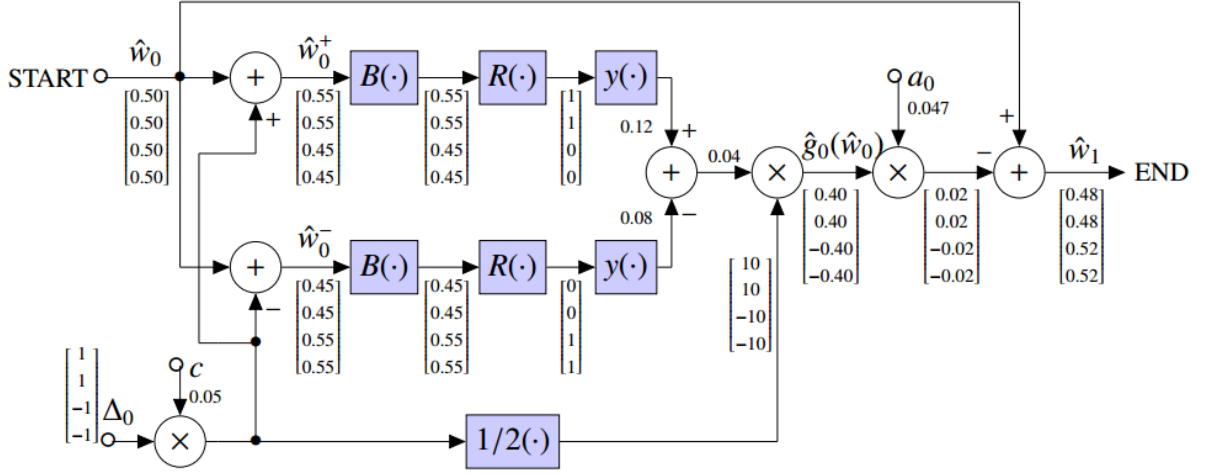 START
ŵ₀
[0.50 0.50 0.50 0.50]
+
+
ŵ₀⁺
[0.55 0.55 0.45 0.45]
B(·)
[0.55 0.55 0.45 0.45]
R(·)
[1 1 0 0]
y(·)
0.12
+
+
−
0.08
0.04
×
ĝ₀(ŵ₀)
[0.40 0.40 −0.40 −0.40]
a₀
0.047
×
[0.02 0.02 −0.02 −0.02]
−
+
+
ŵ₁
[0.48 0.48 0.52 0.52]
END
+
−
ŵ₀⁻
[0.45 0.45 0.55 0.55]
B(·)
[0.45 0.45 0.55 0.55]
R(·)
[0 0 1 1]
y(·)
[10 10 −10 −10]
[1 1 −1 −1]
Δ₀
c
0.05
×
1/2(·)